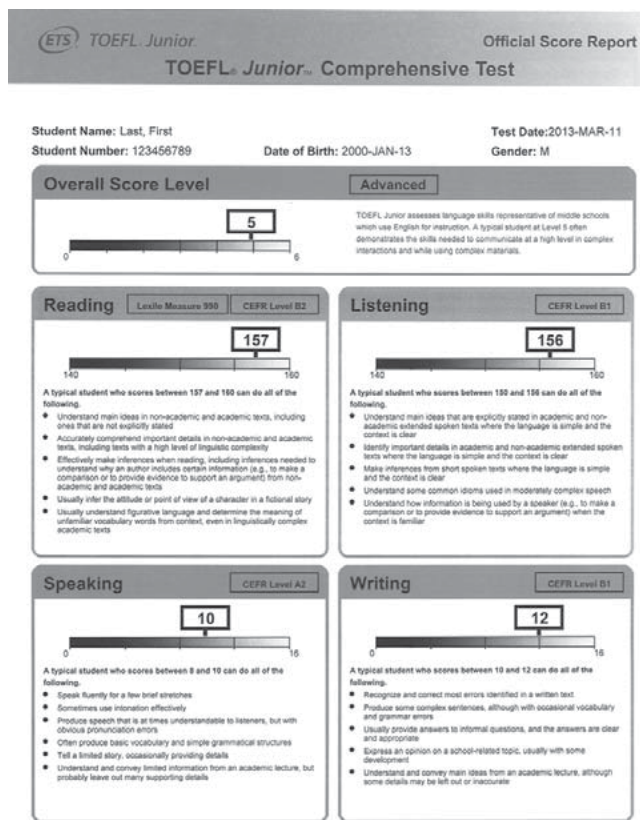 ETS TOEFL Junior. Official Score Report
TOEFL® Junior™ Comprehensive Test
Student Name: Last, First Test Date:2013-MAR-11
Student Number: 123456789 Date of Birth: 2000-JAN-13 Gender: M
Overall Score Level Advanced
5
0 6
TOEFL Junior assesses language skills representative of middle schools
which use English for instruction. A typical student at Level 5 often
demonstrates the skills needed to communicate at a high level in complex
interactions and while using complex materials.
Reading Lexile Measure 990 CEFR Level B2
157
140 160
A typical student who scores between 157 and 160 can do all of the
following.
Understand main ideas in non-academic and academic texts, including
ones that are not explicitly stated
Accurately comprehend important details in non-academic and academic
texts, including texts with a high level of linguistic complexity
Effectively make inferences when reading, including inferences needed to
understand why an author includes certain information (e.g., to make a
comparison or to provide evidence to support an argument) from non-
academic and academic texts
Usually infer the attitude or point of view of a character in a fictional story
Usually understand figurative language and determine the meaning of
unfamiliar vocabulary words from context, even in linguistically complex
academic texts
Listening CEFR Level B1
156
140 160
A typical student who scores between 150 and 156 can do all of the
following.
Understand main ideas that are explicitly stated in academic and non-
academic extended spoken texts where the language is simple and the
context is clear
Identify important details in academic and non-academic extended spoken
texts where the language is simple and the context is clear
Make inferences from short spoken texts where the language is simple
and the context is clear
Understand some common idioms used in moderately complex speech
Understand how information is being used by a speaker (e.g., to make a
comparison or to provide evidence to support an argument) when the
context is familiar
Speaking CEFR Level A2
10
0 16
A typical student who scores between 8 and 10 can do all of the
following.
Speak fluently for a few brief stretches
Sometimes use intonation effectively
Produce speech that is at times understandable to listeners, but with
obvious pronunciation errors
Often produce basic vocabulary and simple grammatical structures
Tell a limited story, occasionally providing details
Understand and convey limited information from an academic lecture, but
probably leave out many supporting details
Writing CEFR Level B1
12
0 16
A typical student who scores between 10 and 12 can do all of the
following.
Recognize and correct most errors identified in a written text
Produce some complex sentences, although with occasional vocabulary
and grammar errors
Usually provide answers to informal questions, and the answers are clear
and appropriate
Express an opinion on a school-related topic, usually with some
development
Understand and convey main ideas from an academic lecture, although
some details may be left out or inaccurate